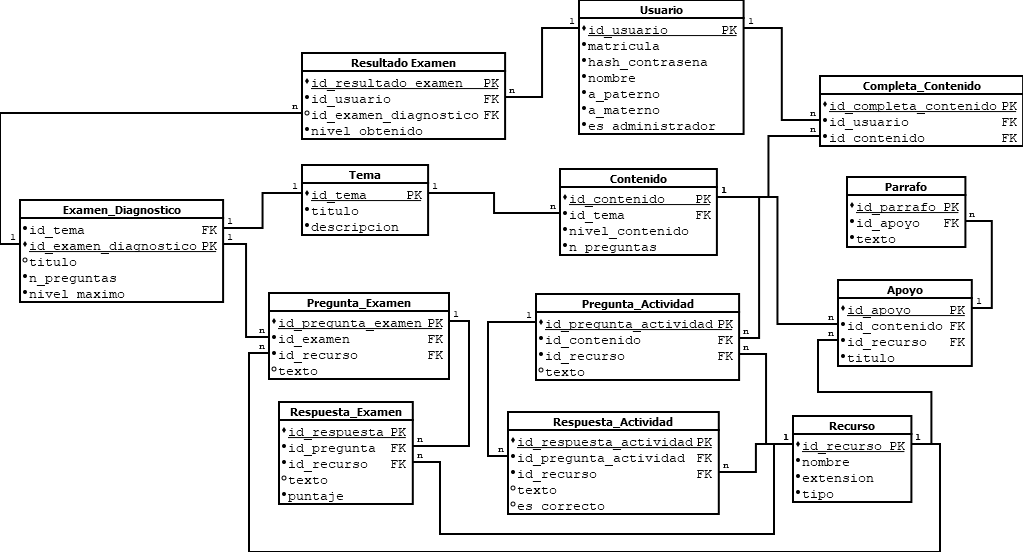 Usuario
id_usuario PK
matricula
hash_contrasena
nombre
a_paterno
a_materno
es_administrador
1
1
Resultado Examen
id_resultado_examen PK
id_usuario FK
id_examen_diagnostico FK
nivel_obtenido
n
n
Completa_Contenido
id_completa_contenido PK
id_usuario FK
id_contenido FK
n
n
Tema
id_tema PK
titulo
descripcion
1
1
Contenido
id_contenido PK
id_tema FK
nivel_contenido
n_preguntas
n
1
Parrafo
id_parrafo PK
id_apoyo FK
texto
n
Examen_Diagnostico
id_tema FK
id_examen_diagnostico PK
titulo
n_preguntas
nivel_maximo
1
1
1
Pregunta_Examen
id_pregunta_examen PK
id_examen FK
id_recurso FK
texto
1
n
n
Pregunta_Actividad
id_pregunta_actividad PK
id_contenido FK
id_recurso FK
texto
1
n
n
Apoyo
id_apoyo PK
id_contenido FK
id_recurso FK
titulo
1
n
n
Respuesta_Examen
id_respuesta PK
id_pregunta FK
id_recurso FK
texto
puntaje
n
n
Respuesta_Actividad
id_respuesta_actividad PK
id_pregunta_actividad FK
id_recurso FK
texto
es_correcto
n
n
Recurso
id_recurso PK
nombre
extension
tipo
1
1